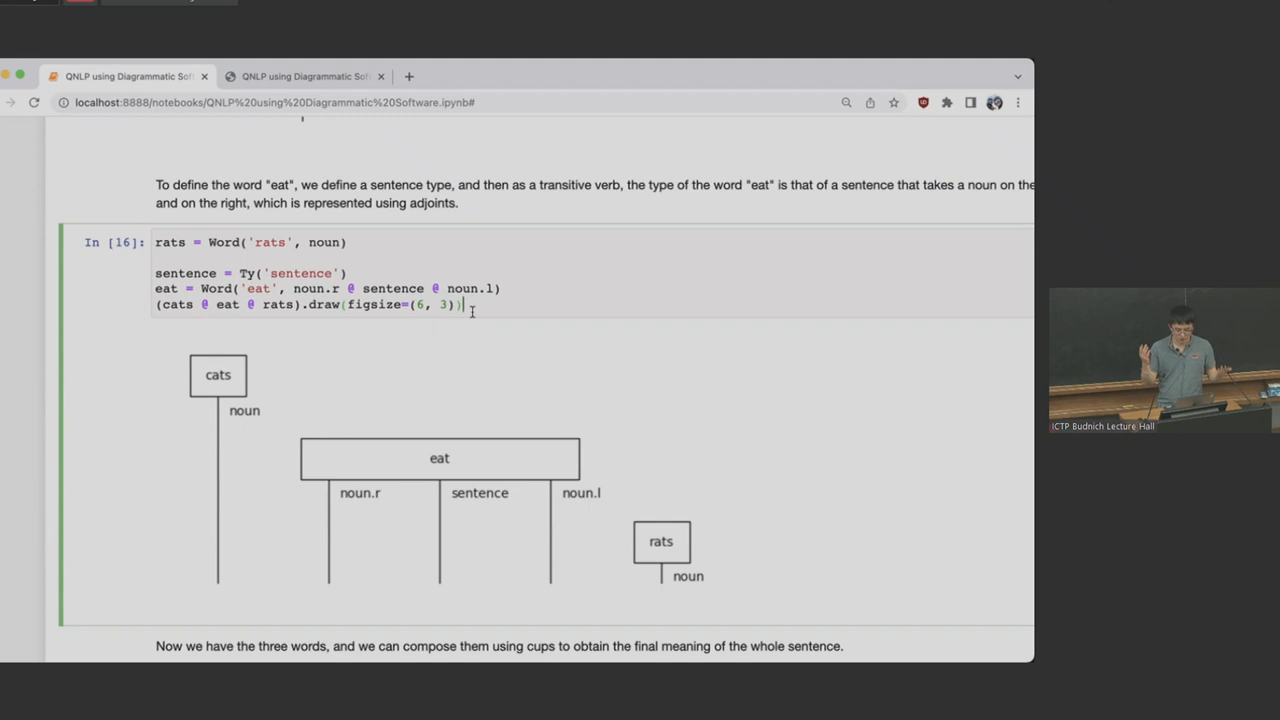 QNLP using Diagrammatic Soft
QNLP using Diagrammatic Sof
localhost:8888/notebooks/QNLP%20using%20Diagrammatic%20Software.ipynb#
To define the word "eat", we define a sentence type, and then as a transitive verb, the type of the word "eat" is that of a sentence that takes a noun on the
and on the right, which is represented using adjoints.
In [16]: rats = Word('rats', noun)
sentence = Ty('sentence')
eat = Word('eat', noun.r @ sentence @ noun.l)
(cats @ eat @ rats).draw(figsize=(6, 3))
cats
noun
eat
noun.r sentence noun.l
rats
noun
Now we have the three words, and we can compose them using cups to obtain the final meaning of the whole sentence.
ICTP Budnich Lecture Hall